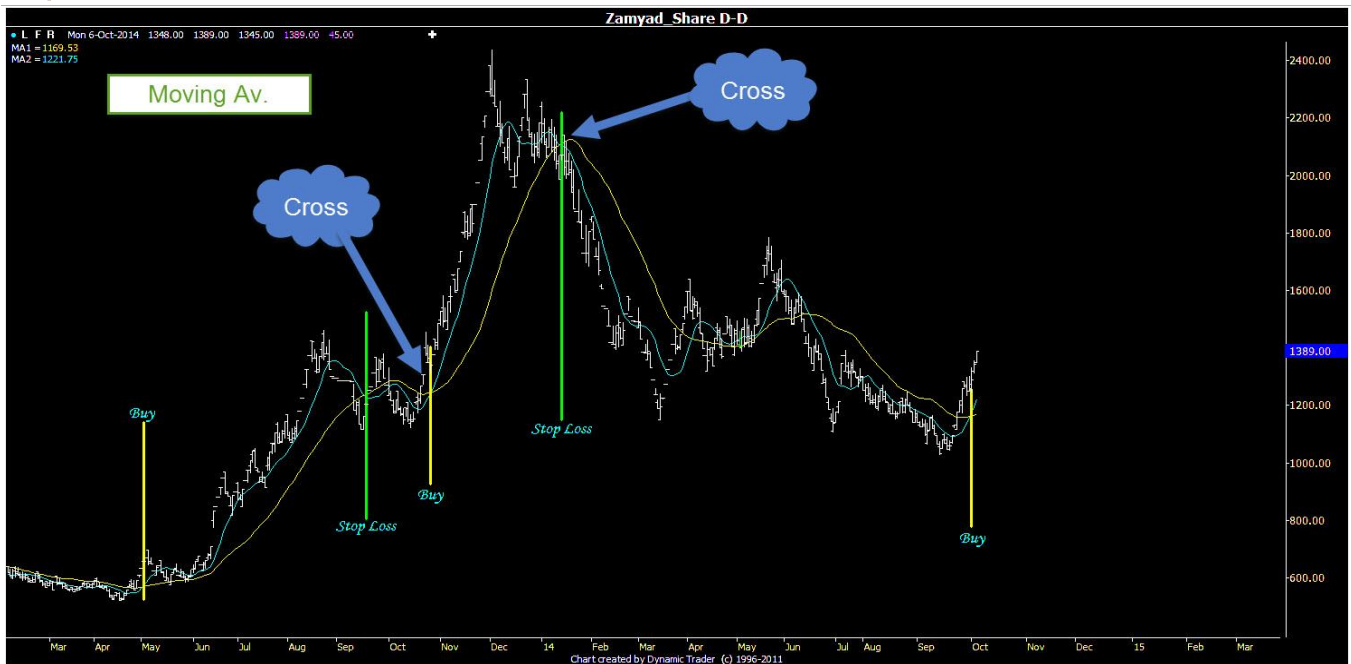 Zamyad_Share D-D
L F R Mon 6-Oct-2014 1348.00 1389.00 1345.00 1389.00 45.00
MA1 = 1169.53
MA2 = 1221.75
Moving Av.
Cross
Cross
Buy
Stop Loss
Buy
Stop Loss
Buy
2400.00
2200.00
2000.00
1800.00
1600.00
1389.00
1200.00
1000.00
800.00
600.00
Mar Apr May Jun Jul Aug Sep Oct Nov Dec 14 Feb Mar Apr May Jun Jul Aug Sep Oct Nov Dec 15 Feb Mar
Chart created by Dynamic Trader (c) 1996-2011